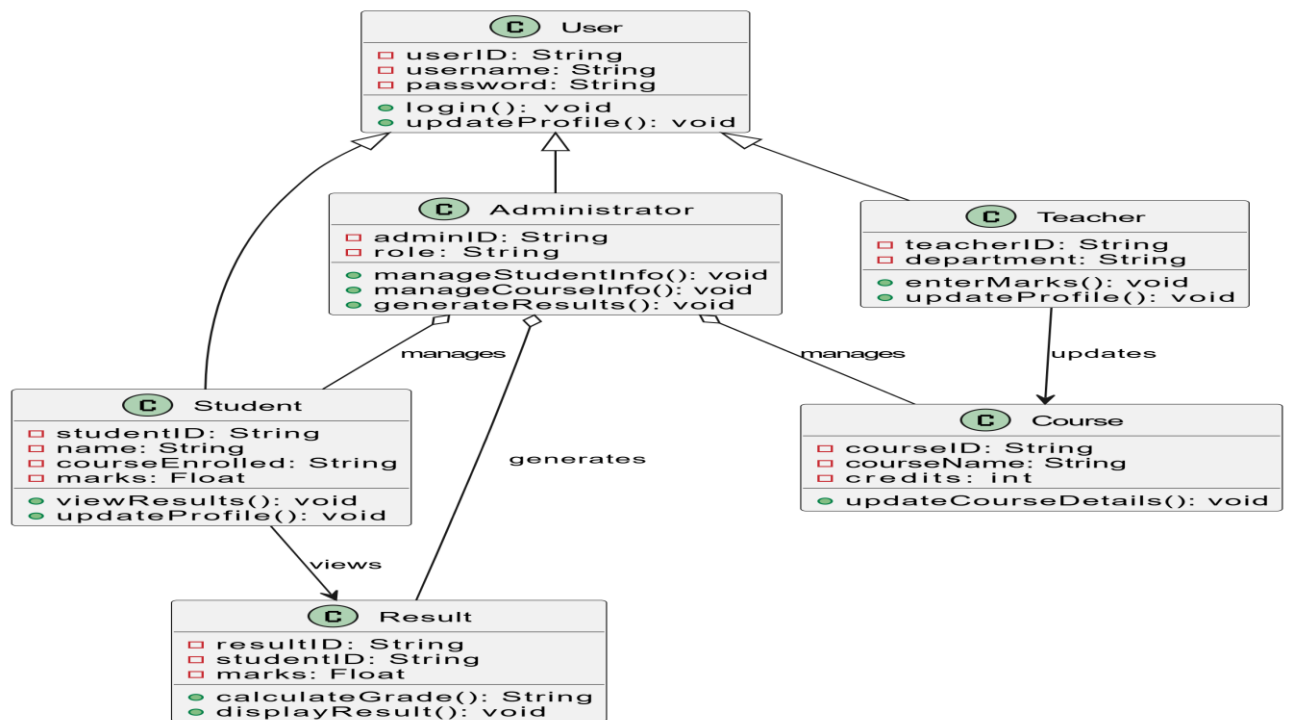 C User
userID: String
username: String
password: String
login(): void
updateProfile(): void
C Administrator
adminID: String
role: String
manageStudentInfo(): void
manageCourseInfo(): void
generateResults(): void
C Teacher
teacherID: String
department: String
enterMarks(): void
updateProfile(): void
manages
manages
updates
C Student
studentID: String
name: String
courseEnrolled: String
marks: Float
viewResults(): void
updateProfile(): void
generates
C Course
courseID: String
courseName: String
credits: int
updateCourseDetails(): void
views
C Result
resultID: String
studentID: String
marks: Float
calculateGrade(): String
displayResult(): void